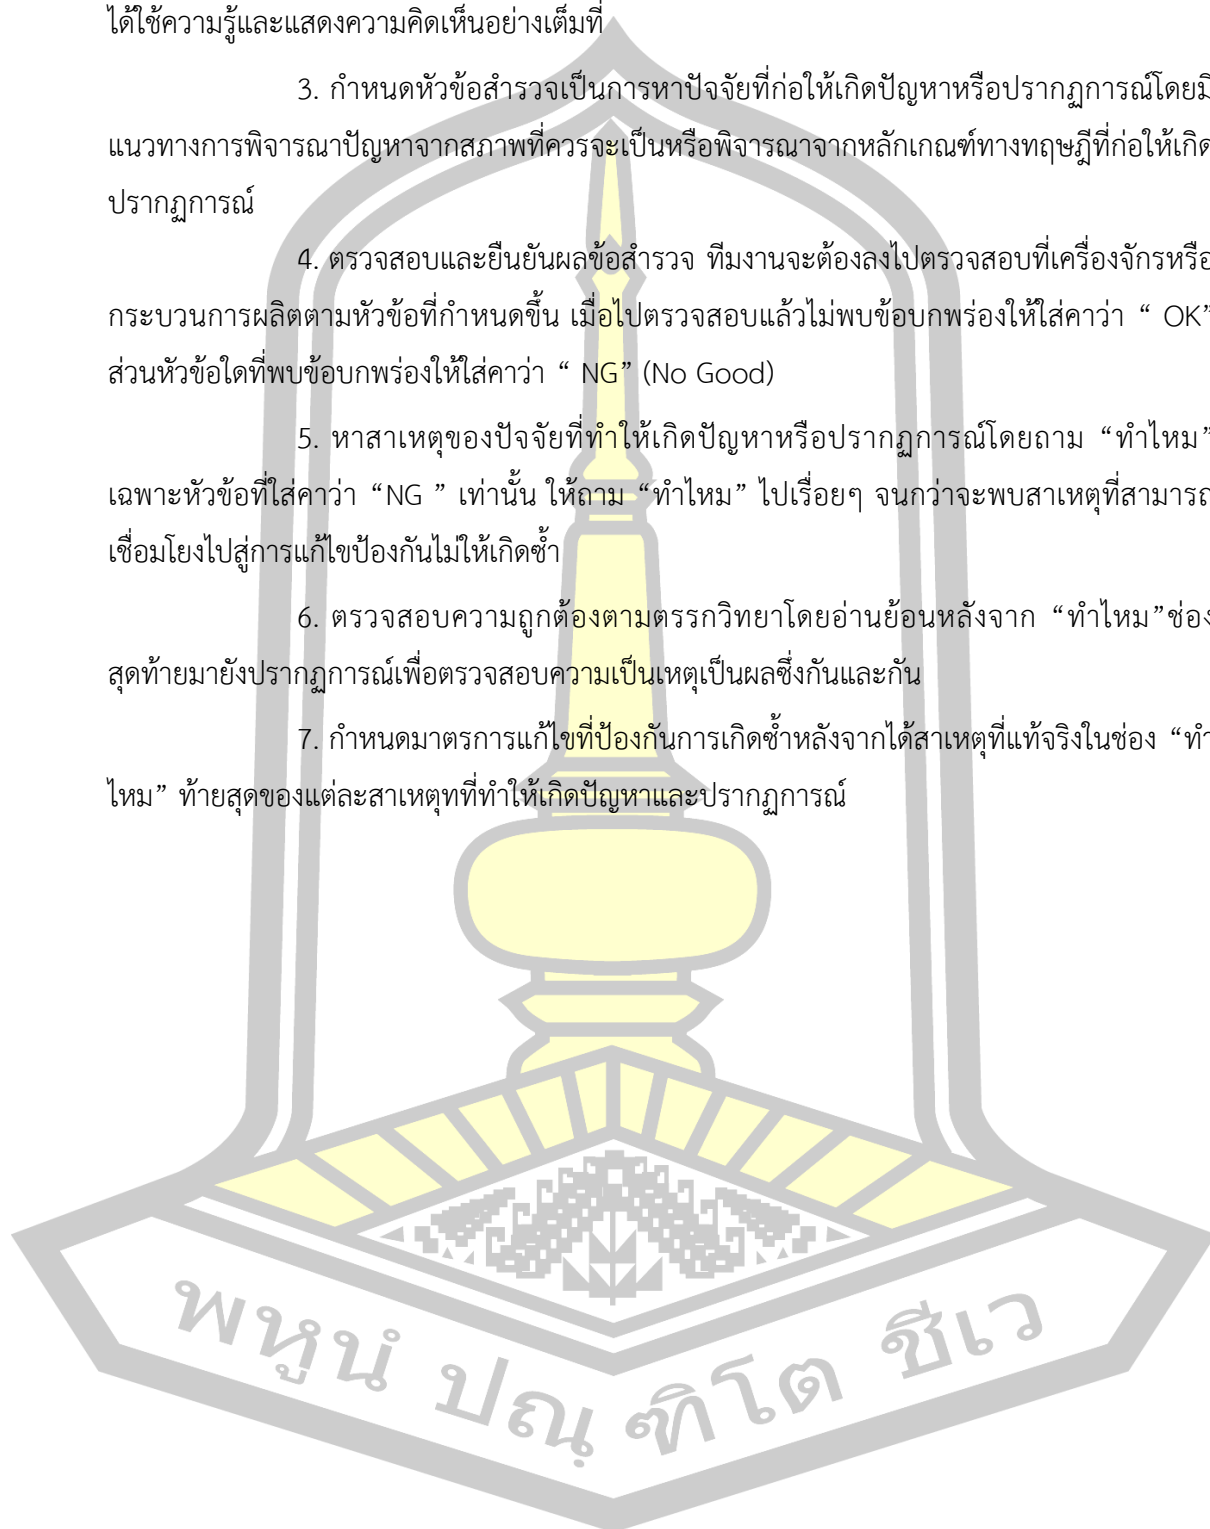 ได้ใช้ความรู้และแสดงความคิดเห็นอย่างเต็มที่
3. กำหนดหัวข้อสำรวจเป็นการหาปัจจัยที่ก่อให้เกิดปัญหาหรือปรากฏการณ์โดยมี
แนวทางการพิจารณาปัญหาจากสภาพที่ควรจะเป็นหรือพิจารณาจากหลักเกณฑ์ทางทฤษฎีที่ก่อให้เกิด
ปรากฏการณ์
4. ตรวจสอบและยืนยันผลข้อสำรวจ ทีมงานจะต้องลงไปตรวจสอบที่เครื่องจักรหรือ
กระบวนการผลิตตามหัวข้อที่กำหนดขึ้น เมื่อไปตรวจสอบแล้วไม่พบข้อบกพร่องให้ใส่คาว่า “ OK”
ส่วนหัวข้อใดที่พบข้อบกพร่องให้ใส่คาว่า “ NG” (No Good)
5. หาสาเหตุของปัจจัยที่ทำให้เกิดปัญหาหรือปรากฏการณ์โดยถาม “ทำไหม”
เฉพาะหัวข้อที่ใส่คาว่า “NG ” เท่านั้น ให้ถาม “ทำไหม” ไปเรื่อยๆ จนกว่าจะพบสาเหตุที่สามารถ
เชื่อมโยงไปสู่การแก้ไขป้องกันไม่ให้เกิดซ้ำ
6. ตรวจสอบความถูกต้องตามตรรกวิทยาโดยอ่านย้อนหลังจาก “ทำไหม”ช่อง
สุดท้ายมายังปรากฏการณ์เพื่อตรวจสอบความเป็นเหตุเป็นผลซึ่งกันและกัน
7. กำหนดมาตรการแก้ไขที่ป้องกันการเกิดซ้ำหลังจากได้สาเหตุที่แท้จริงในช่อง “ทำ
ไหม” ท้ายสุดของแต่ละสาเหตุทที่ทำให้เกิดปัญหาและปรากฏการณ์
พหูนํ ปณฺ ฑิโต ชีเว